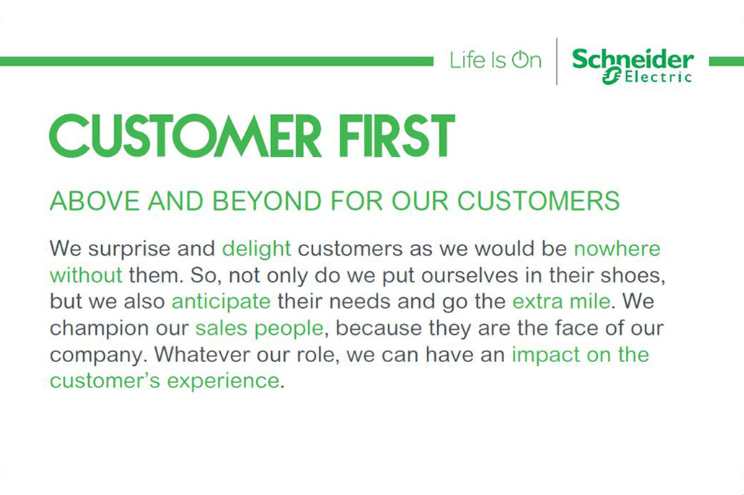 Life Is On
Schneider
Electric
CUSTOMER FIRST
ABOVE AND BEYOND FOR OUR CUSTOMERS
We surprise and delight customers as we would be nowhere
without them. So, not only do we put ourselves in their shoes,
but we also anticipate their needs and go the extra mile. We
champion our sales people, because they are the face of our
company. Whatever our role, we can have an impact on the
customer’s experience.